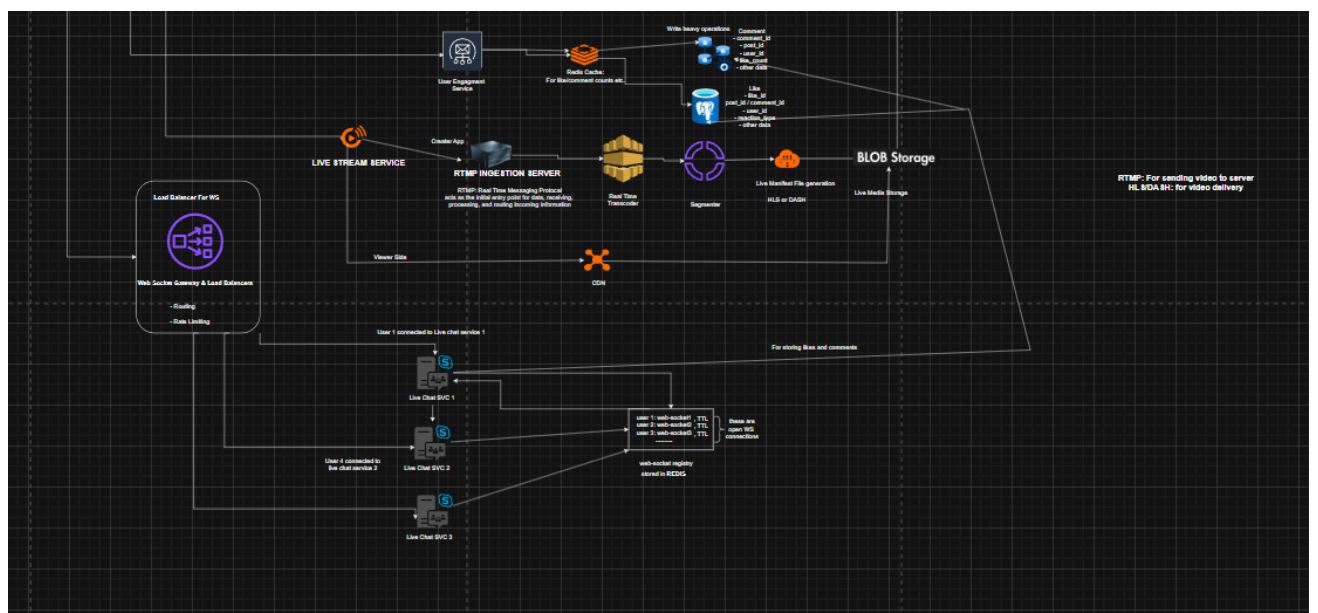 Write heavy operations
Comment
- comment_id
- post_id
- user_id
- like_count
- other data
User Engagment
Service
Redis Cache:
For like/comment counts etc.
Like
- like_id
post_id / comment_id
- user_id
- reaction_type
- other data
LIVE STREAM SERVICE
Creater App
RTMP INGESTION SERVER
RTMP: Real Time Messaging Protocal
acts as the initial entry point for data, receiving,
processing, and routing incoming information
Real Time
Transcoder
Segmenter
Live Manifest File generation
HLS or DASH
BLOB Storage
Live Media Storage
RTMP: For sending video to server
HLS/DASH: for video delivery
Load Balancer For WS
Web Socket Gateway & Load Balancers
- Routing
- Rate Limiting
Viewer Side
CDN
User 1 connected to Live chat service 1
For storing likes and comments
Live Chat SVC 1
user 1: web-socket1 , TTL
user 2: web-socket2 , TTL
user 3: web-socket3 , TTL
--------
these are
open WS
connections
User 4 connected to
live chat service 2
Live Chat SVC 2
web-socket registry
stored in REDIS
Live Chat SVC 3